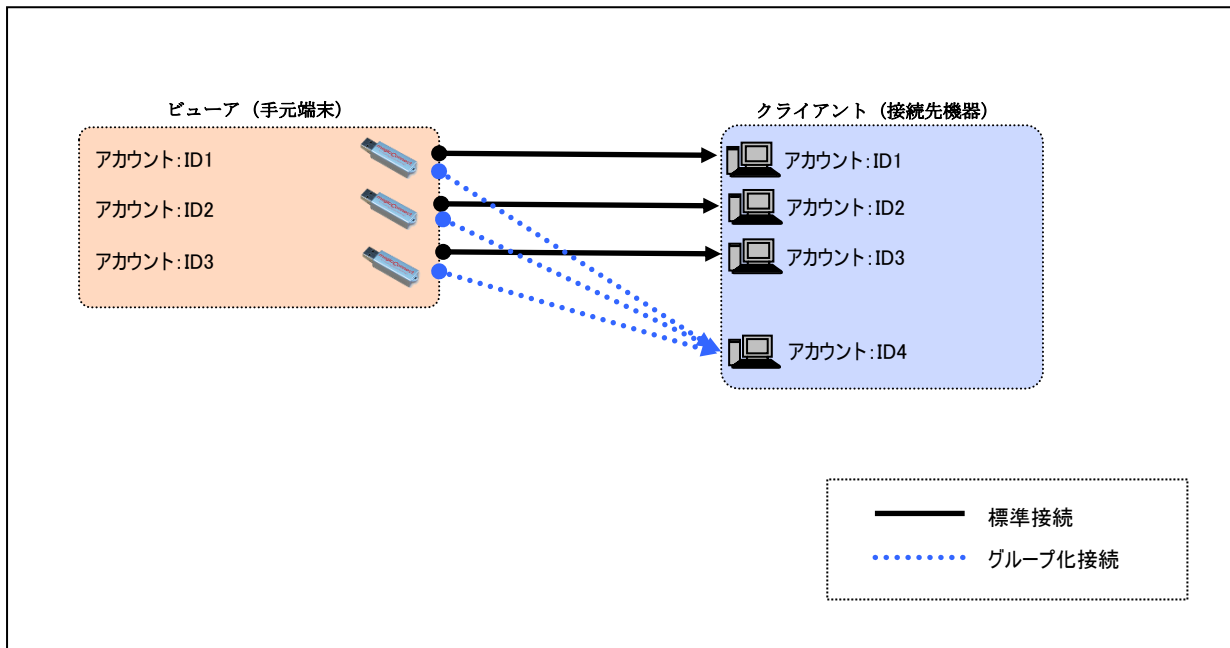 ビューア（手元端末）
アカウント：ID1
アカウント：ID2
アカウント：ID3
クライアント（接続先機器）
アカウント：ID1
アカウント：ID2
アカウント：ID3
アカウント：ID4
標準接続
グループ化接続